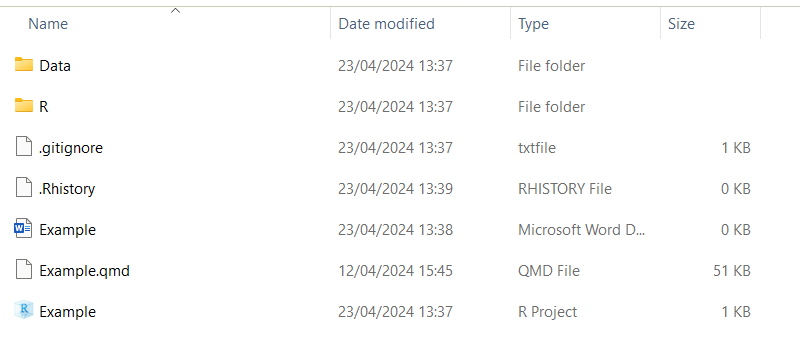 Name Date modified Type Size
Data 23/04/2024 13:37 File folder
R 23/04/2024 13:37 File folder
.gitignore 23/04/2024 13:37 txtfile 1 KB
.Rhistory 23/04/2024 13:39 RHISTORY File 0 KB
Example 23/04/2024 13:38 Microsoft Word D... 0 KB
Example.qmd 12/04/2024 15:45 QMD File 51 KB
Example 23/04/2024 13:37 R Project 1 KB